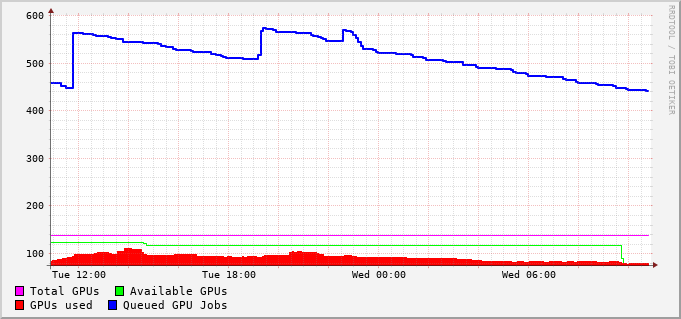 600
500
400
300
200
100
Tue 12:00 Tue 18:00 Wed 00:00 Wed 06:00
Total GPUs Available GPUs
GPUs used Queued GPU Jobs
RRDTOOL / TOBI OETIKER